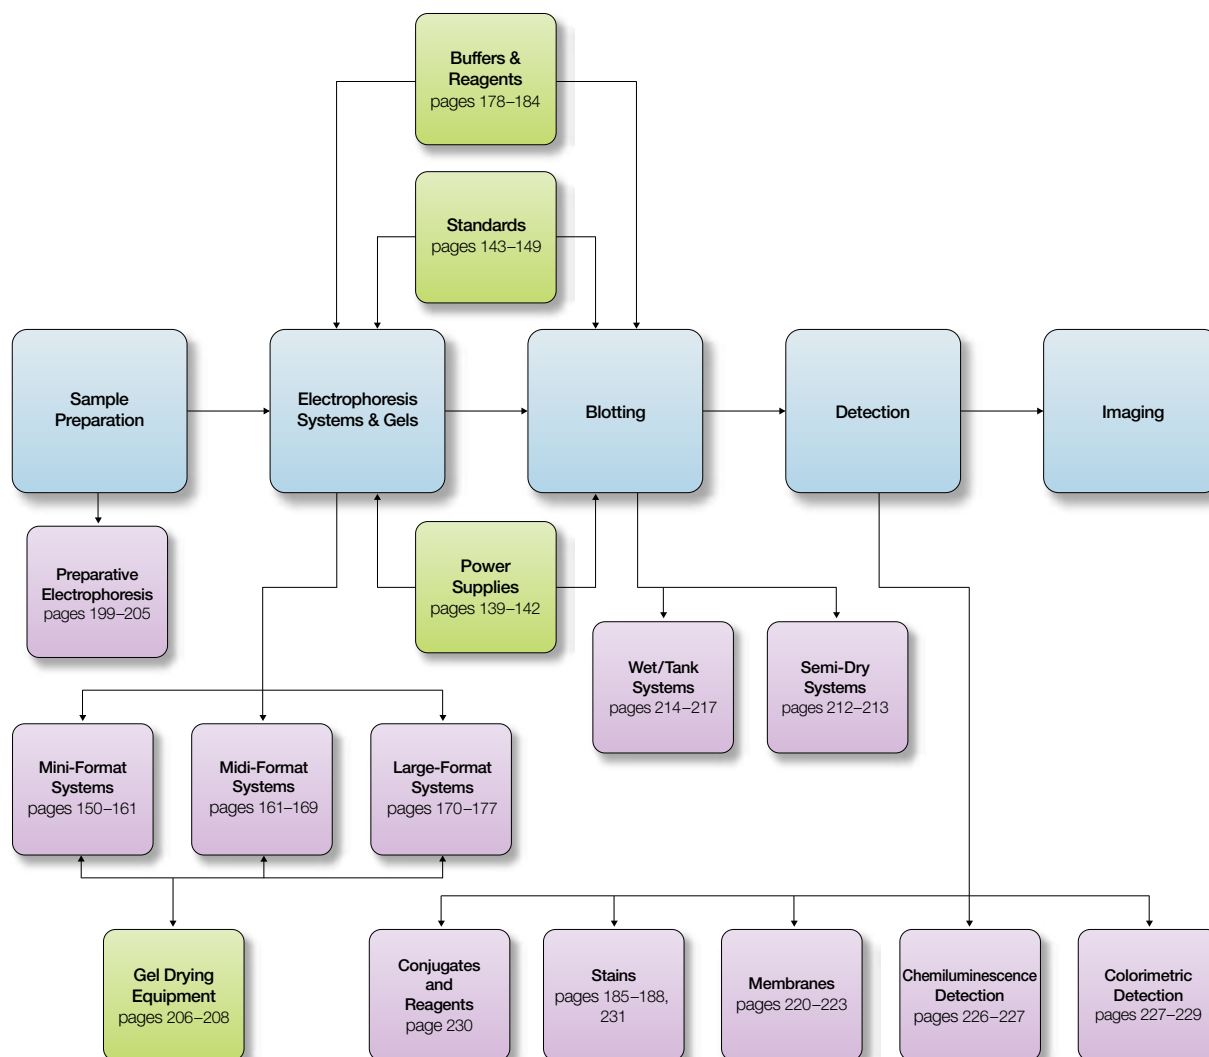 Buffers &
Reagents
pages 178–184
Standards
pages 143–149
Sample
Preparation
Electrophoresis
Systems & Gels
Blotting
Detection
Imaging
Preparative
Electrophoresis
pages 199–205
Power
Supplies
pages 139–142
Wet/Tank
Systems
pages 214–217
Semi-Dry
Systems
pages 212–213
Mini-Format
Systems
pages 150–161
Midi-Format
Systems
pages 161–169
Large-Format
Systems
pages 170–177
Gel Drying
Equipment
pages 206–208
Conjugates
and
Reagents
page 230
Stains
pages 185–188,
231
Membranes
pages 220–223
Chemiluminescence
Detection
pages 226–227
Colorimetric
Detection
pages 227–229